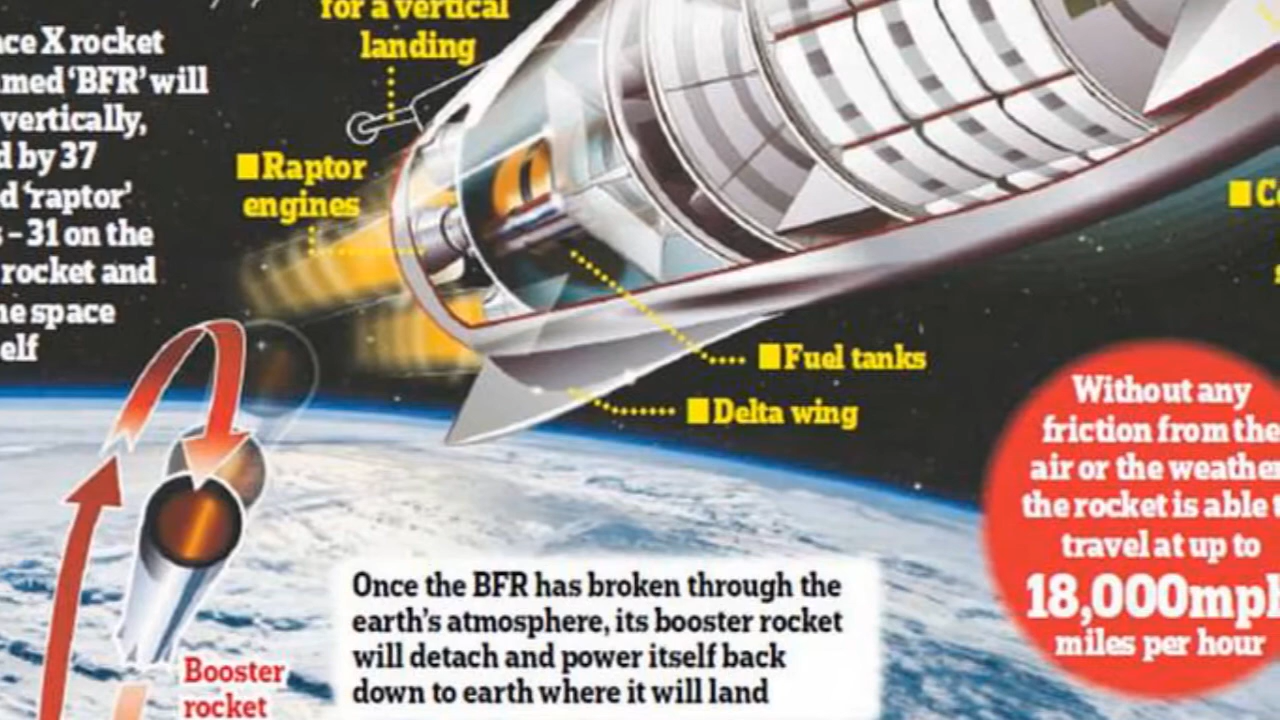 for a vertical
landing
ce X rocket
med ‘BFR’ will
vertically,
d by 37
d ‘raptor’
s – 31 on the
rocket and
e space
elf
■ Raptor
engines
■ Fuel tanks
■ Delta wing
■ C
Without any
friction from the
air or the weather
the rocket is able t
travel at up to
18,000mph
miles per hour
Once the BFR has broken through the
earth’s atmosphere, its booster rocket
will detach and power itself back
down to earth where it will land
Booster
rocket